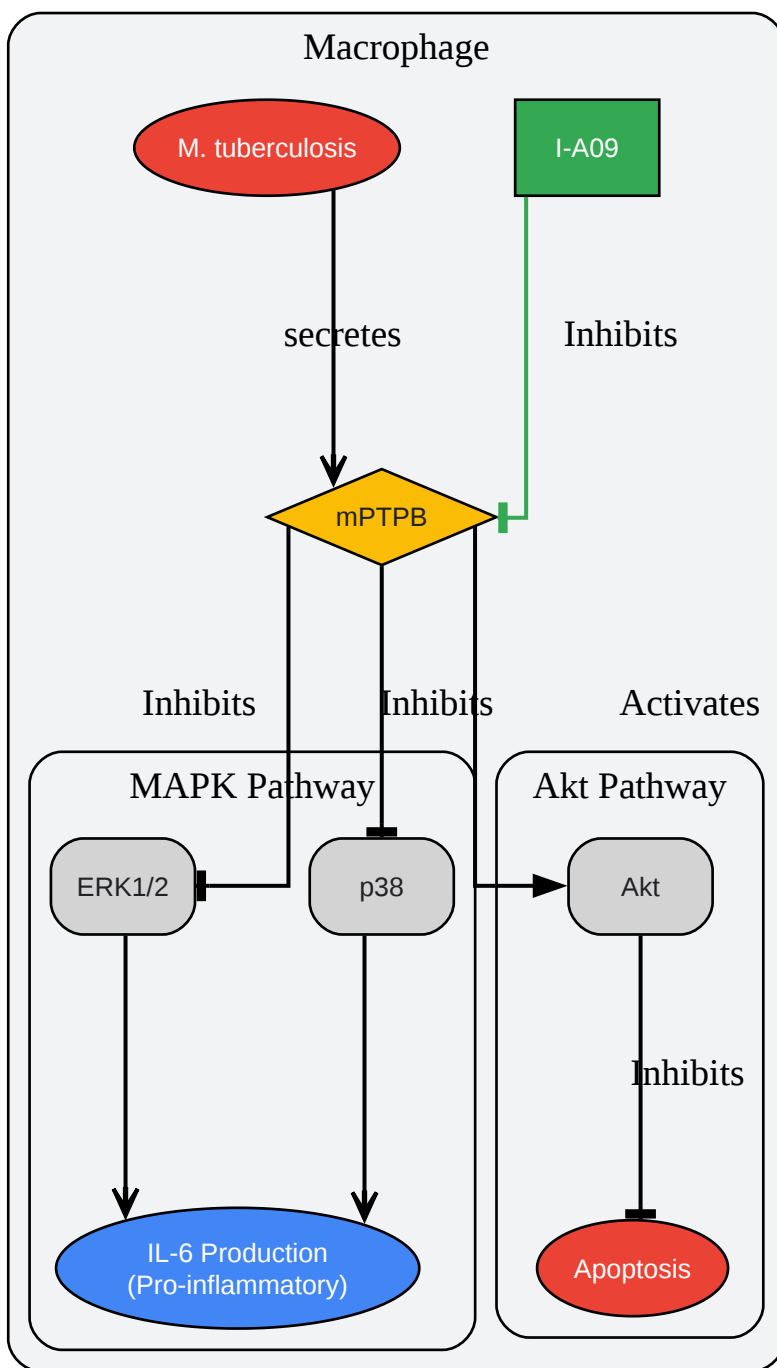 Macrophage
M. tuberculosis
I-A09
secretes
Inhibits
mPTPB
Inhibits
Inhibits
Activates
MAPK Pathway
Akt Pathway
ERK1/2
p38
Akt
Inhibits
IL-6 Production
(Pro-inflammatory)
Apoptosis